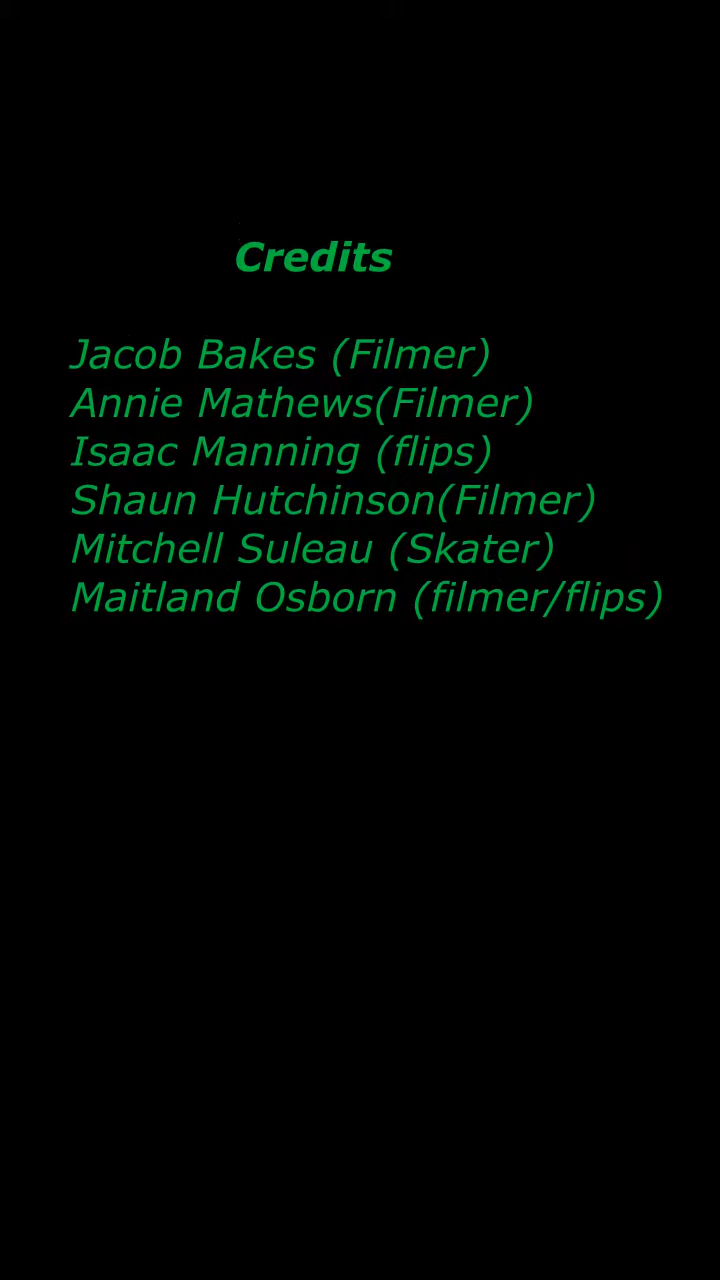 Credits
Jacob Bakes (Filmer)
Annie Mathews(Filmer)
Isaac Manning (flips)
Shaun Hutchinson(Filmer)
Mitchell Suleau (Skater)
Maitland Osborn (filmer/flips)